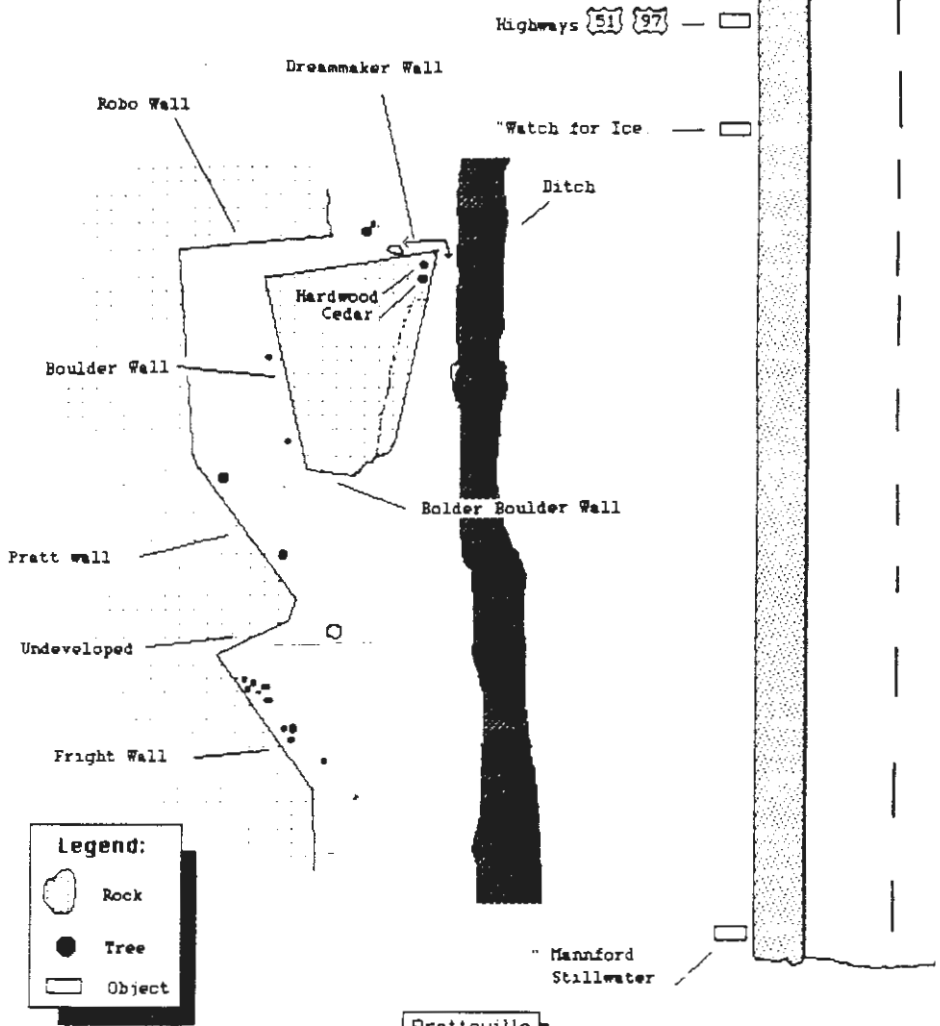 Highways 51 97
Dreammaker Wall
Robo Wall
"Watch for Ice
Ditch
Hardwood
Cedar
Boulder Wall
Bolder Boulder Wall
Pratt wall
Undeveloped
Fright Wall
Legend:
Rock
Tree
Object
" Mannford
Stillwater
Prattsville